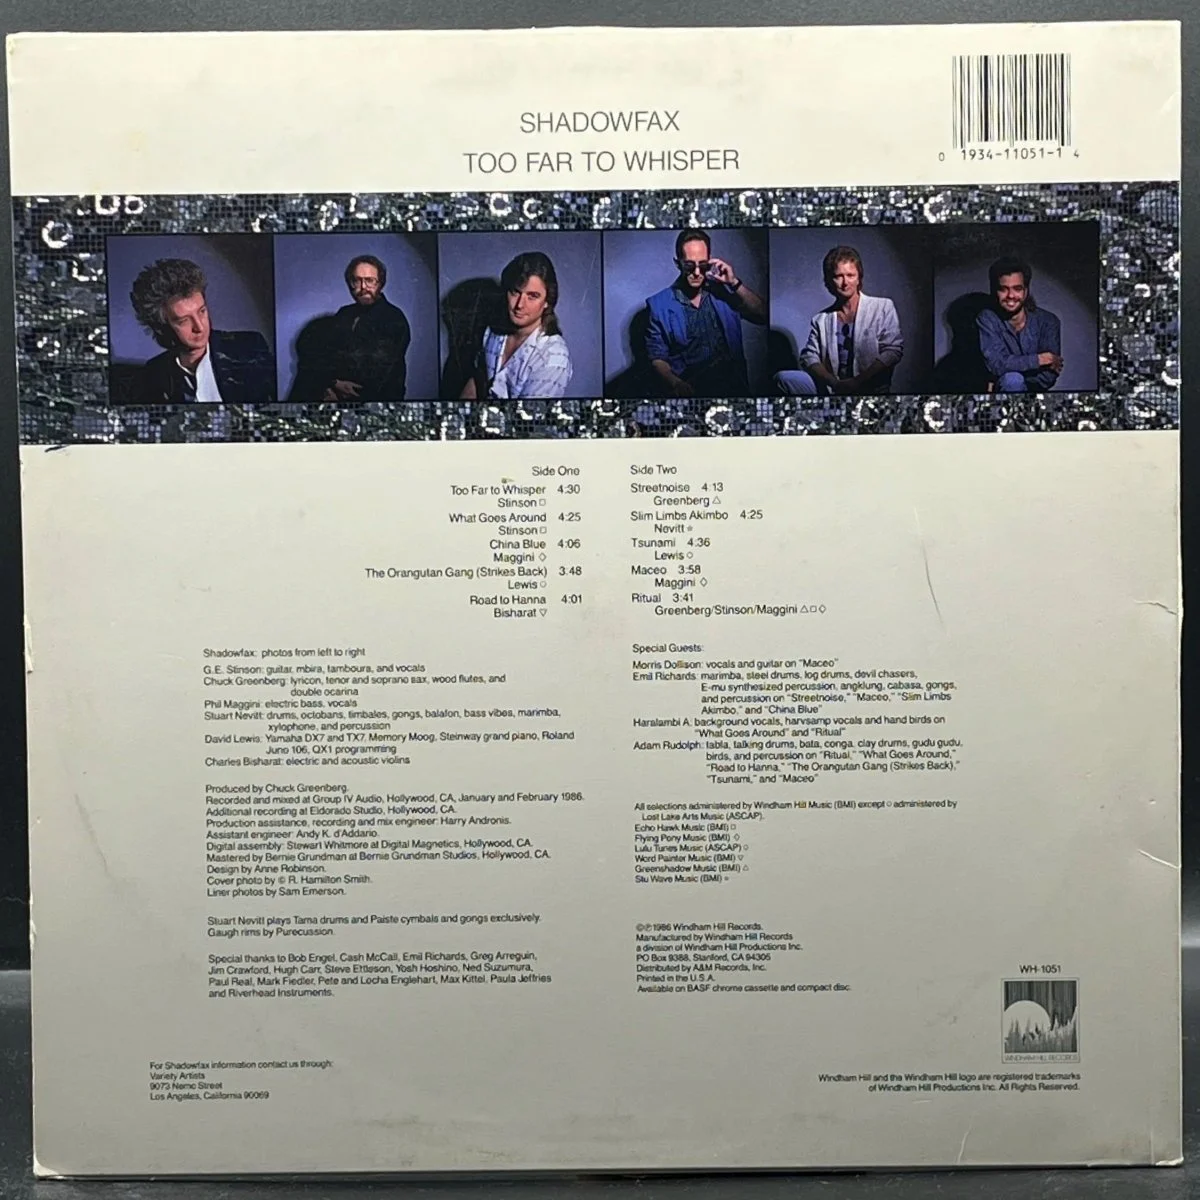 SHADOWFAX
TOO FAR TO WHISPER
0 1934-11051-1 4
Side One
Too Far to Whisper 4:30
Stinson □
What Goes Around 4:25
Stinson □
China Blue 4:06
Maggini ◇
The Orangutan Gang (Strikes Back) 3:48
Lewis ○
Road to Hanna 4:01
Bisharat ▽
Side Two
Streetnoise 4:13
Greenberg △
Slim Limbs Akimbo 4:25
Nevitt ☆
Tsunami 4:36
Lewis ○
Maceo 3:58
Maggini ◇
Ritual 3:41
Greenberg/Stinson/Maggini △□◇
Shadowfax: photos from left to right
G.E. Stinson: guitar, mbira, tamboura, and vocals
Chuck Greenberg: lyricon, tenor and soprano sax, wood flutes, and
double ocarina
Phil Maggini: electric bass, vocals
Stuart Nevitt: drums, octobans, timbales, gongs, balafon, bass vibes, marimba,
xylophone, and percussion
David Lewis: Yamaha DX7 and TX7, Memory Moog, Steinway grand piano, Roland
Juno 106, QX1 programming
Charles Bisharat: electric and acoustic violins
Produced by Chuck Greenberg.
Recorded and mixed at Group IV Audio, Hollywood, CA, January and February 1986.
Additional recording at Eldorado Studio, Hollywood, CA.
Production assistance, recording and mix engineer: Harry Andronis.
Assistant engineer: Andy K. d'Addario.
Digital assembly: Stewart Whitmore at Digital Magnetics, Hollywood, CA.
Mastered by Bernie Grundman at Bernie Grundman Studios, Hollywood, CA.
Design by Anne Robinson.
Cover photo by © R. Hamilton Smith.
Liner photos by Sam Emerson.
Stuart Nevitt plays Tama drums and Paiste cymbals and gongs exclusively.
Gaugh rims by Purecussion.
Special thanks to Bob Engel, Cash McCall, Emil Richards, Greg Arreguin,
Jim Crawford, Hugh Carr, Steve Ettleson, Yosh Hoshino, Ned Suzumura,
Paul Real, Mark Fiedler, Pete and Locha Englehart, Max Kittel, Paula Jeffries
and Riverhead Instruments.
For Shadowfax information contact us through:
Variety Artists
9073 Nemo Street
Los Angeles, California 90069
Special Guests:
Morris Dollison: vocals and guitar on "Maceo"
Emil Richards: marimba, steel drums, log drums, devil chasers,
E-mu synthesized percussion, angklung, cabasa, gongs,
and percussion on "Streetnoise," "Maceo," "Slim Limbs
Akimbo," and "China Blue"
Haralambi A: background vocals, harvsamp vocals and hand birds on
"What Goes Around" and "Ritual"
Adam Rudolph: tabla, talking drums, bata, conga, clay drums, gudu gudu,
birds, and percussion on "Ritual," "What Goes Around,"
"Road to Hanna," "The Orangutan Gang (Strikes Back),"
"Tsunami," and "Maceo"
All selections administered by Windham Hill Music (BMI) except ○ administered by
Lost Lake Arts Music (ASCAP).
Echo Hawk Music (BMI) □
Flying Pony Music (BMI) ◇
Lulu Tunes Music (ASCAP) ○
Word Painter Music (BMI) ▽
Greenshadow Music (BMI) △
Stu Wave Music (BMI) ☆
©℗1986 Windham Hill Records.
Manufactured by Windham Hill Records
a division of Windham Hill Productions Inc.
PO Box 9388, Stanford, CA 94305
Distributed by A&M Records, Inc.
Printed in the U.S.A.
Available on BASF chrome cassette and compact disc.
WH-1051
WINDHAM HILL RECORDS
Windham Hill and the Windham Hill logo are registered trademarks
of Windham Hill Productions Inc. All Rights Reserved.